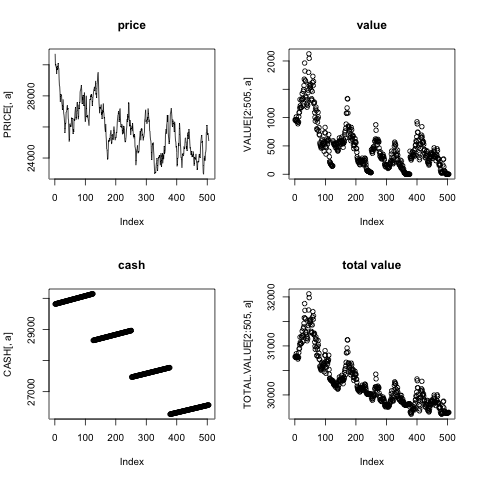 price
PRICE[, a]
24000
28000
0 100 200 300 400 500
Index
value
VALUE[2:505, a]
0
500
1000
2000
0 100 200 300 400 500
Index
cash
CASH[, a]
27000
29000
0 100 200 300 400 500
Index
total value
TOTAL.VALUE[2:505, a]
30000
31000
32000
0 100 200 300 400 500
Index